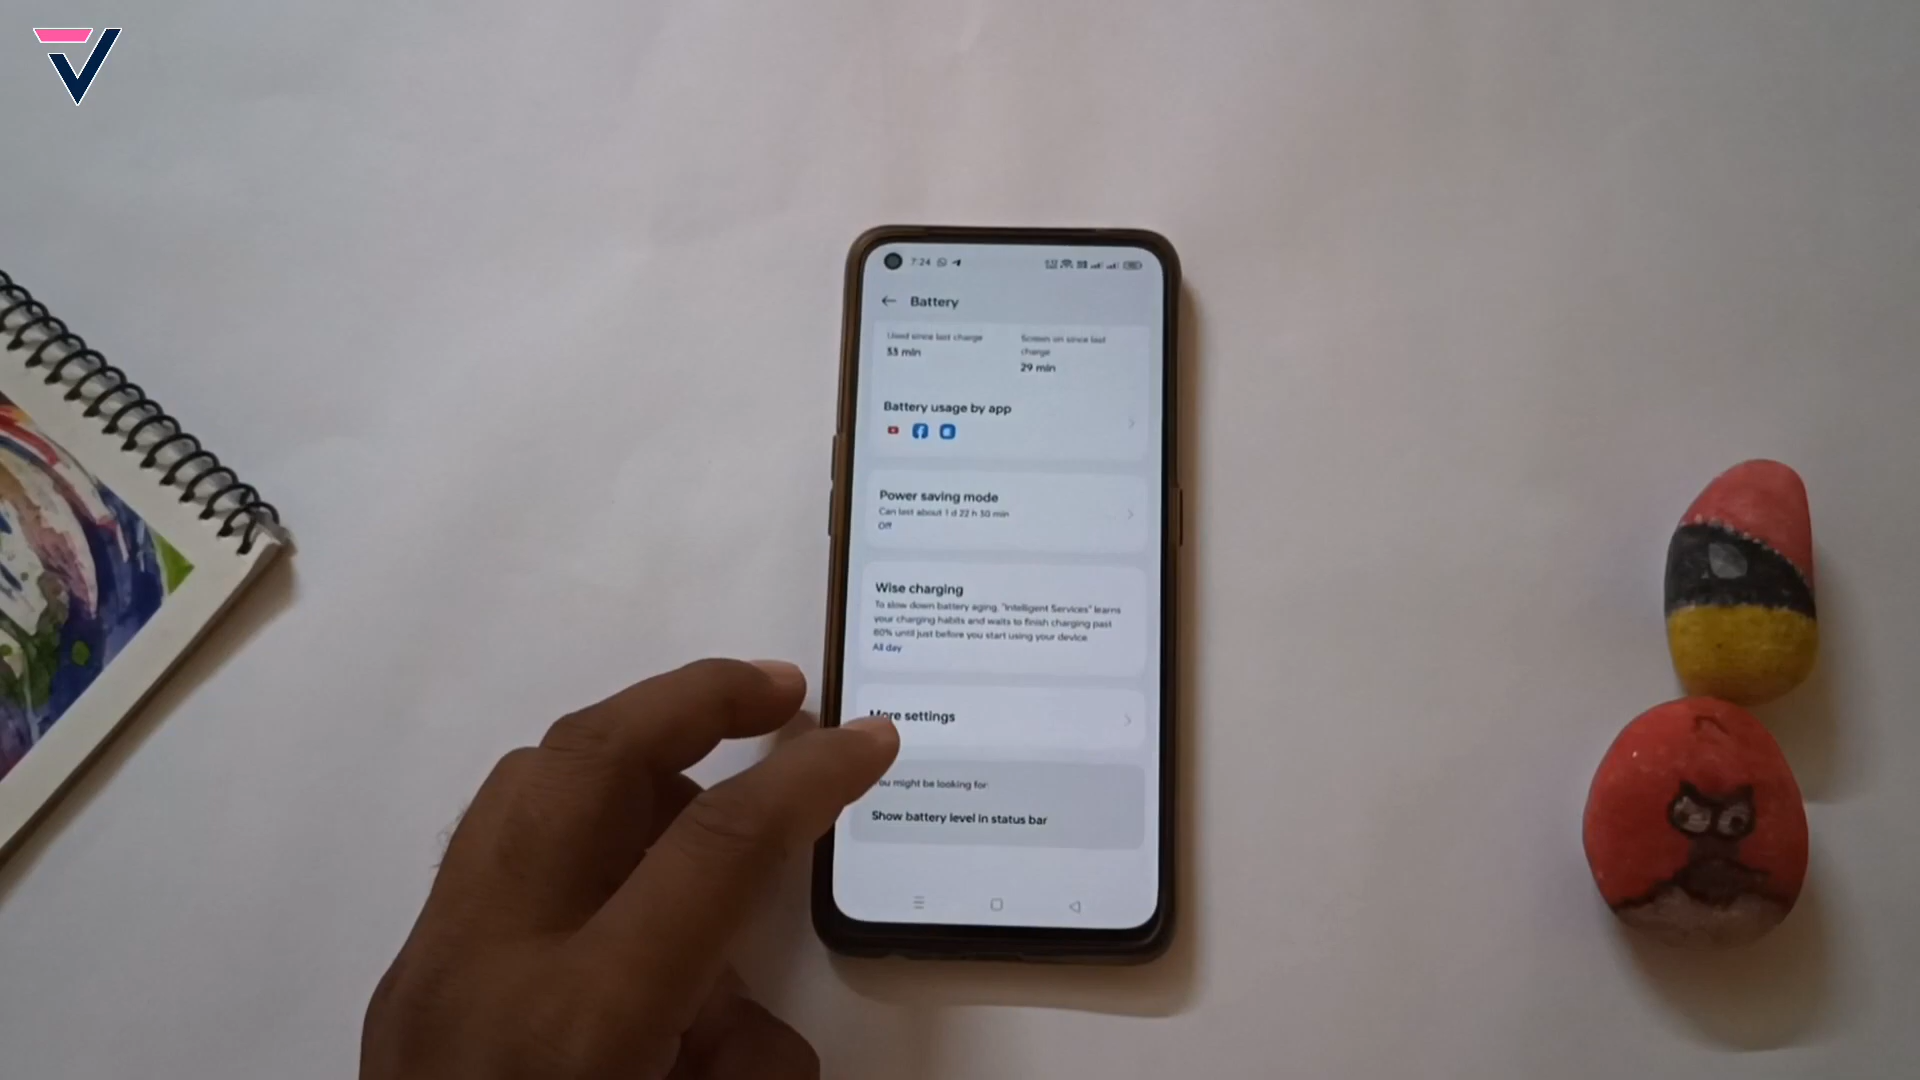 7:24
Battery
Used since last charge
33 min
Screen on since last
charge
29 min
Battery usage by app
Power saving mode
Can last about 1 d 22 h 30 min
Off
Wise charging
To slow down battery aging, "Intelligent Services" learns
your charging habits and waits to finish charging past
80% until just before you start using your device
All day
More settings
You might be looking for:
Show battery level in status bar